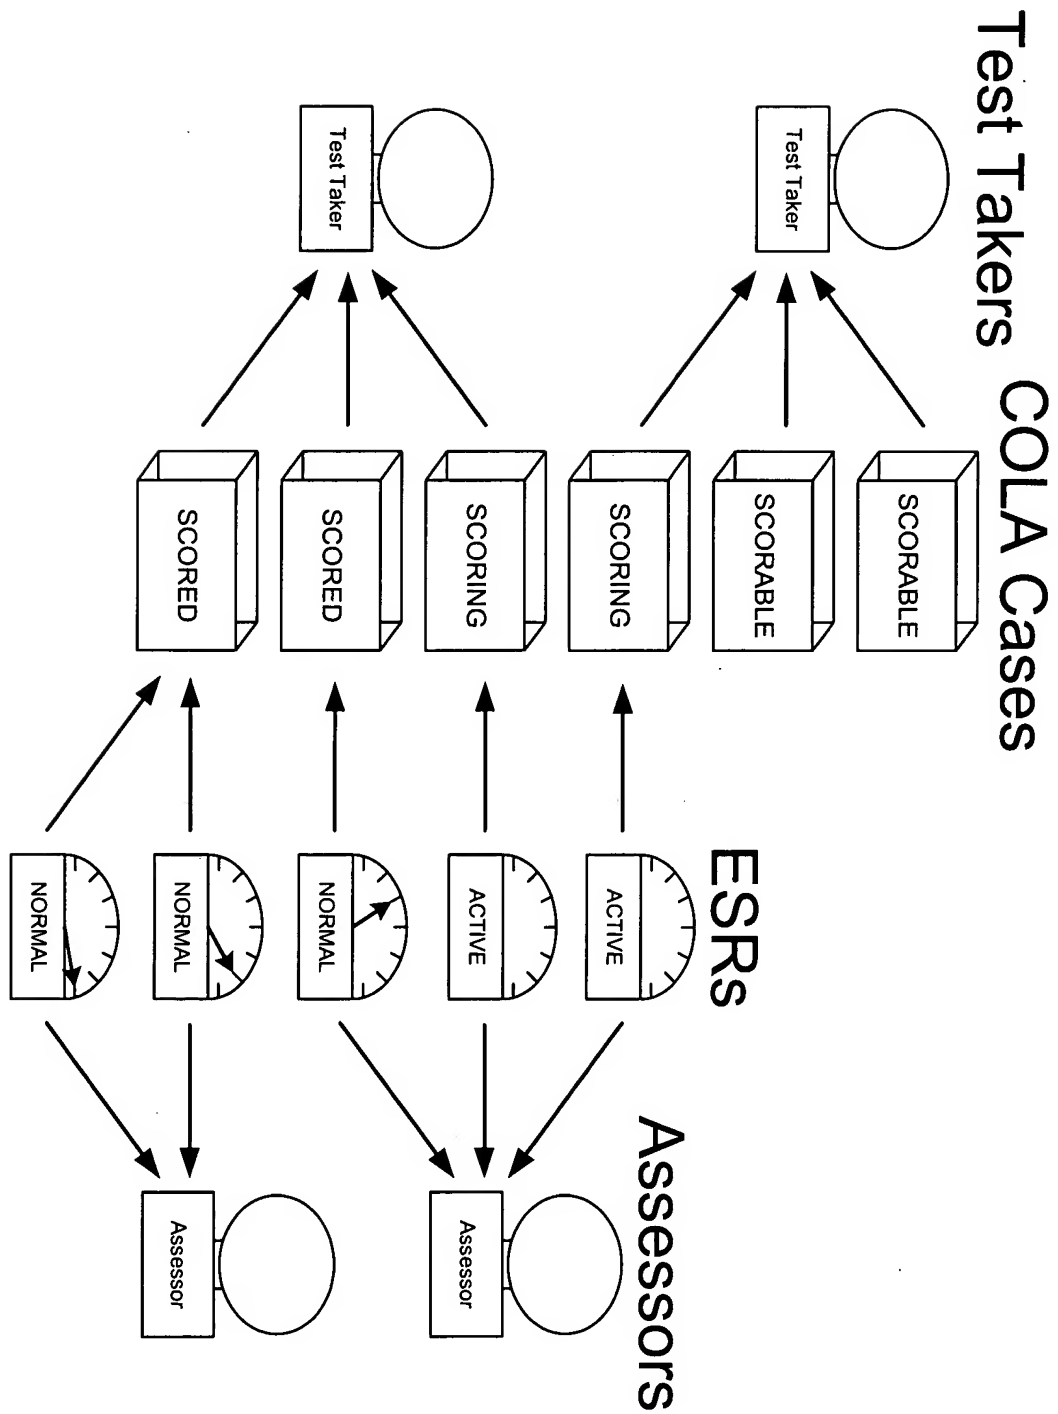 Test Takers
COLA Cases
ESRs
Assessors
Test Taker
Test Taker
SCORABLE
SCORABLE
SCORING
SCORING
SCORED
SCORED
ACTIVE
ACTIVE
NORMAL
NORMAL
NORMAL
Assessor
Assessor